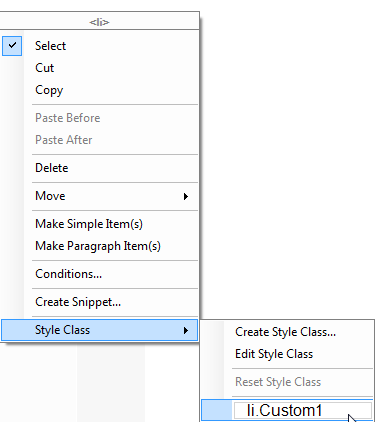 <li>
Select
Cut
Copy
Paste Before
Paste After
Delete
Move
Make Simple Item(s)
Make Paragraph Item(s)
Conditions...
Create Snippet...
Style Class
Create Style Class...
Edit Style Class
Reset Style Class
li.Custom1